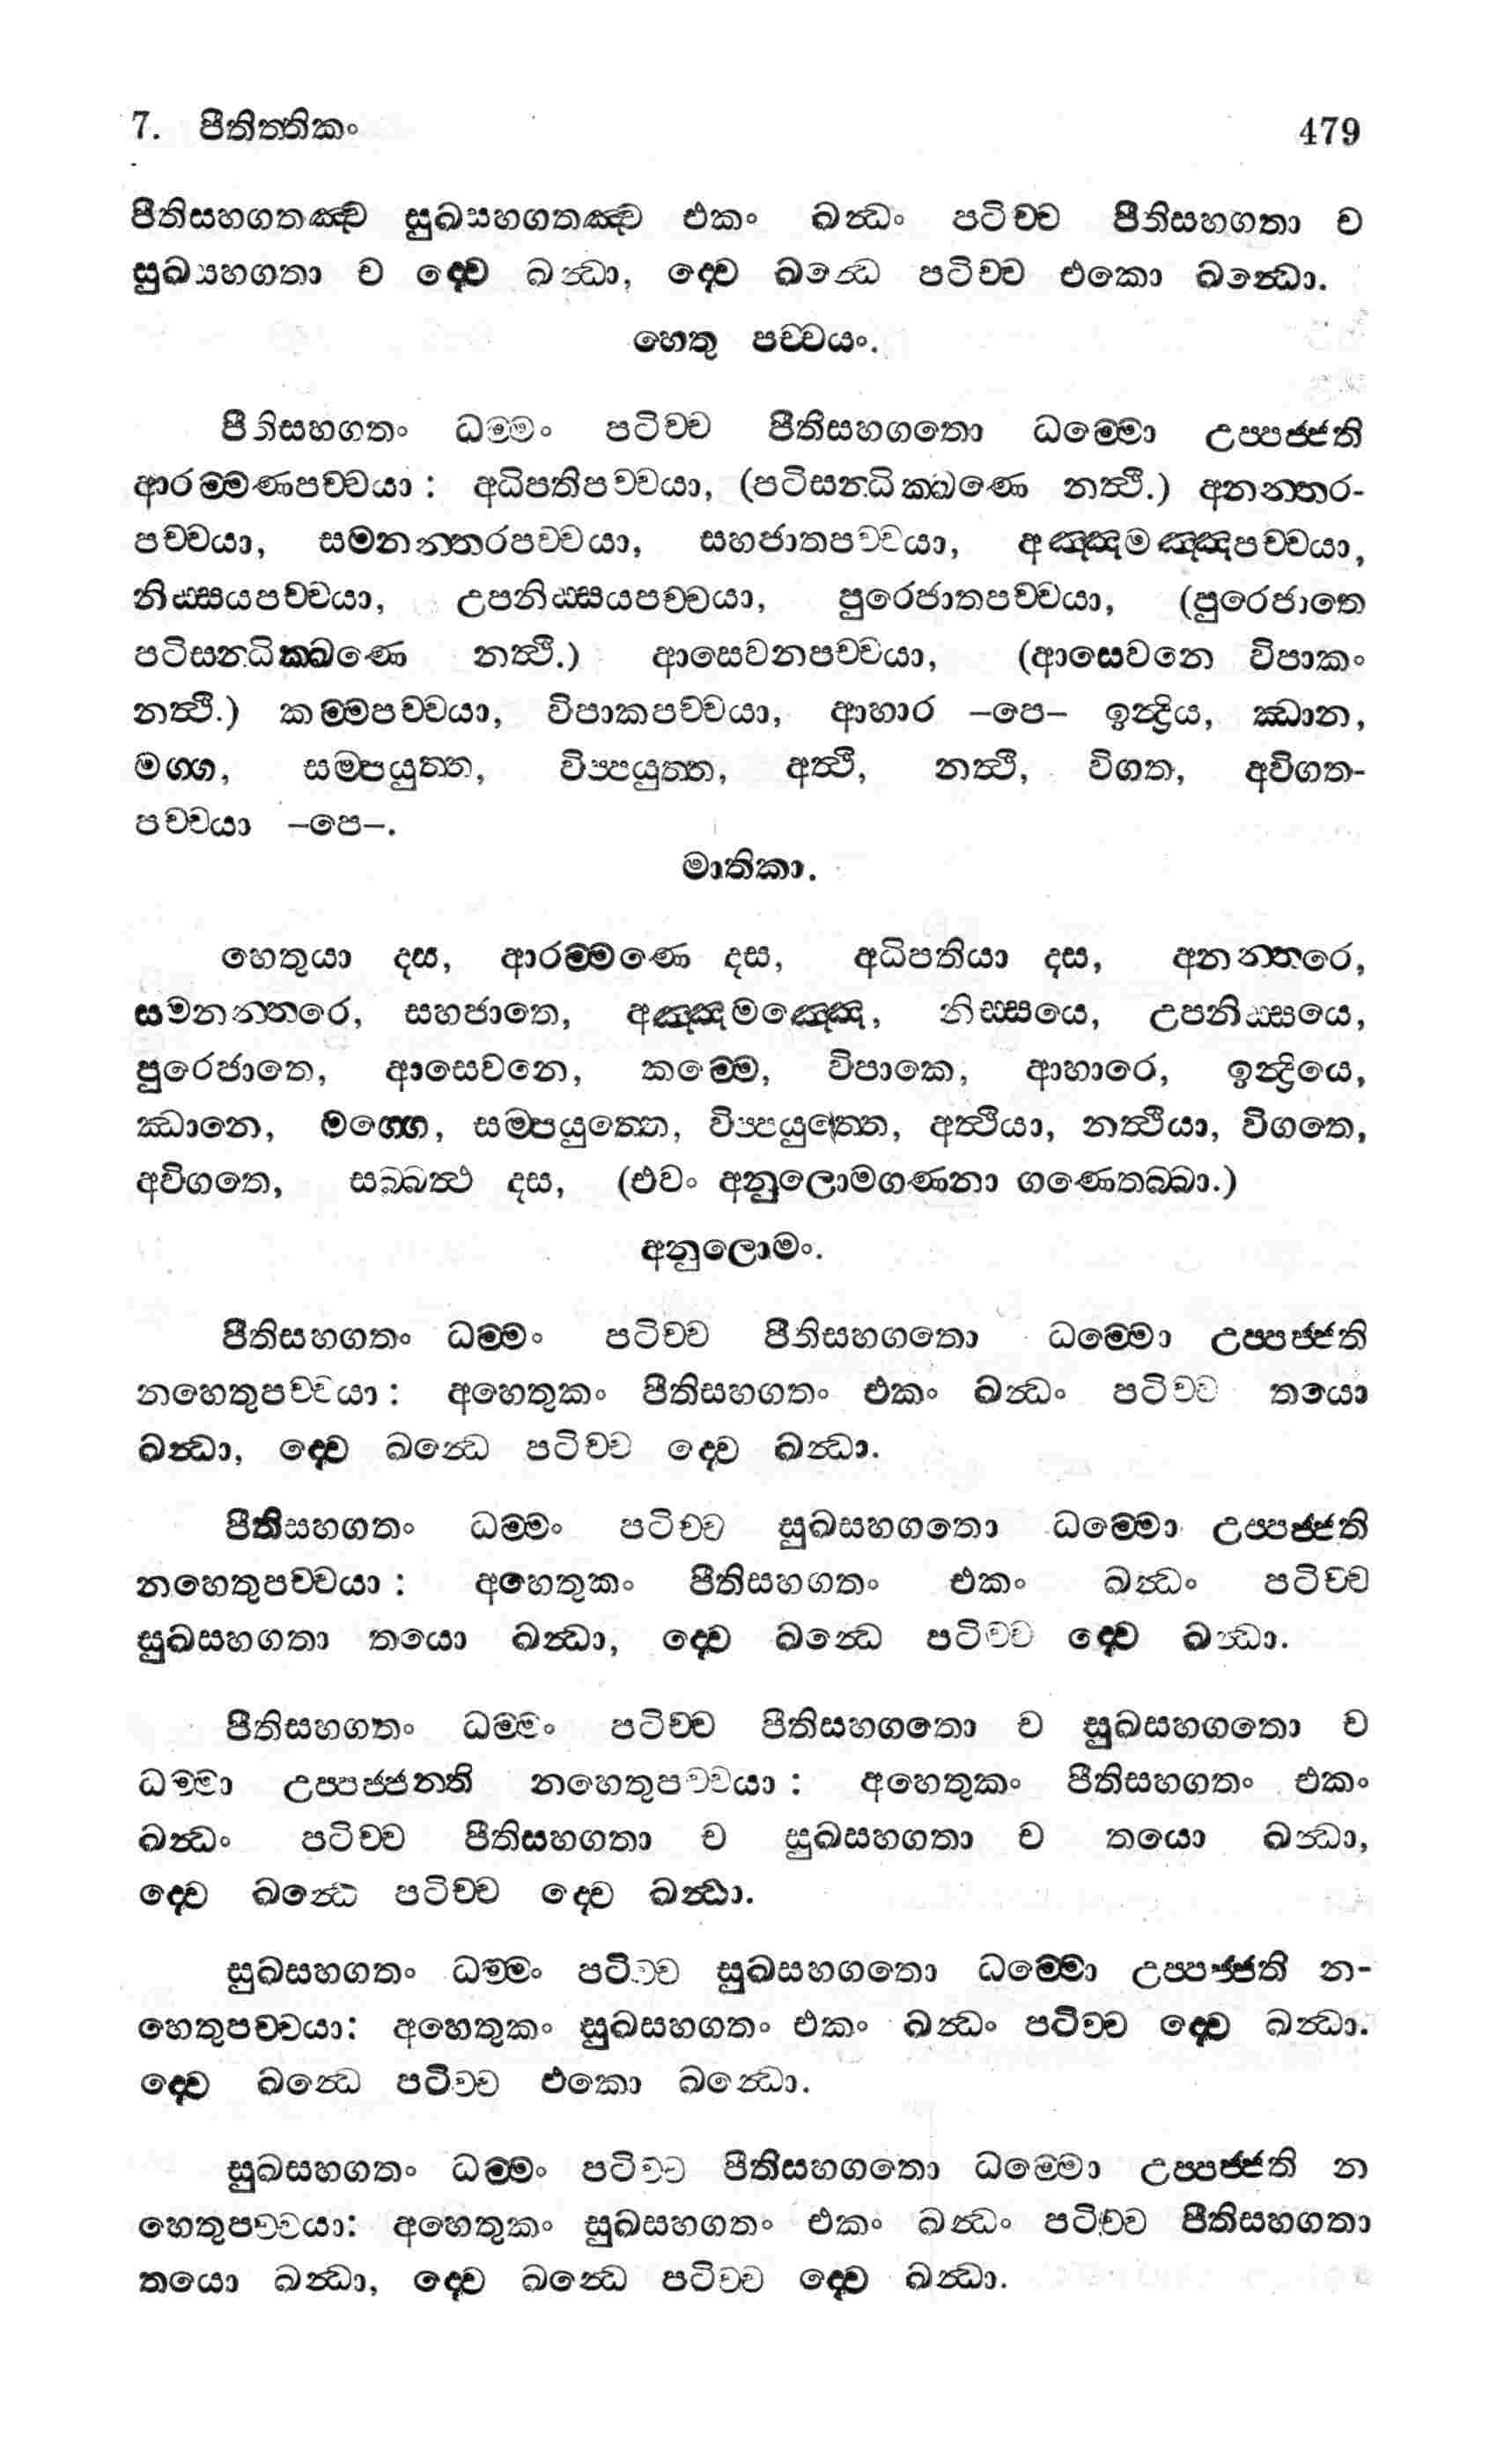 7. පීතිත්තිකං 479
පීතිසහගතඤ්ච සුඛසහගතඤ්ච එකං ඛන්ධං පටිච්ච පීතිසහගතා ච
සුඛසහගතා ච ද්වෙ ඛන්ධා, ද්වෙ ඛන්ධෙ පටිච්ච එකො ඛන්ධො.
හෙතු පච්චයං.
පීතිසහගතං ධම්මං පටිච්ච පීතිසහගතො ධම්මො උප්පජ්ජති
ආරම්මණපච්චයා : අධිපතිපච්චයා, (පටිසන්ධික්ඛණෙ නත්ථි.) අනන්තර-
පච්චයා, සමනන්තරපච්චයා, සහජාතපච්චයා, අඤ්ඤමඤ්ඤපච්චයා,
නිස්සයපච්චයා, උපනිස්සයපච්චයා, පුරෙජාතපච්චයා, (පුරෙජාතෙ
පටිසන්ධික්ඛණෙ නත්ථි.) ආසෙවනපච්චයා, (ආසෙවනෙ විපාකං
නත්ථි.) කම්මපච්චයා, විපාකපච්චයා, ආහාර –පෙ– ඉන්ද්‍රිය, ඣාන,
මග්ග, සම්පයුත්ත, විප්පයුත්ත, අත්ථි, නත්ථි, විගත, අවිගත-
පච්චයා –පෙ–.
මාතිකා.
හෙතුයා දස, ආරම්මණෙ දස, අධිපතියා දස, අනන්තරෙ,
සමනන්තරෙ, සහජාතෙ, අඤ්ඤමඤ්ඤෙ, නිස්සයෙ, උපනිස්සයෙ,
පුරෙජාතෙ, ආසෙවනෙ, කම්මෙ, විපාකෙ, ආහාරෙ, ඉන්ද්‍රියෙ,
ඣානෙ, මග්ගෙ, සම්පයුත්තෙ, විප්පයුත්තෙ, අත්ථියා, නත්ථියා, විගතෙ,
අවිගතෙ, සබ්බත්ථ දස, (එවං අනුලොමගණනා ගණෙතබ්බා.)
අනුලොමං.
පීතිසහගතං ධම්මං පටිච්ච පීතිසහගතො ධම්මො උප්පජ්ජති
නහෙතුපච්චයා : අහෙතුකං පීතිසහගතං එකං ඛන්ධං පටිච්ච තයො
ඛන්ධා, ද්වෙ ඛන්ධෙ පටිච්ච ද්වෙ ඛන්ධා.
පීතිසහගතං ධම්මං පටිච්ච සුඛසහගතො ධම්මො උප්පජ්ජති
නහෙතුපච්චයා : අහෙතුකං පීතිසහගතං එකං ඛන්ධං පටිච්ච
සුඛසහගතා තයො ඛන්ධා, ද්වෙ ඛන්ධෙ පටිච්ච ද්වෙ ඛන්ධා.
පීතිසහගතං ධම්මං පටිච්ච පීතිසහගතො ච සුඛසහගතො ච
ධම්මා උප්පජ්ජන්ති නහෙතුපච්චයා : අහෙතුකං පීතිසහගතං එකං
ඛන්ධං පටිච්ච පීතිසහගතා ච සුඛසහගතා ච තයො ඛන්ධා,
ද්වෙ ඛන්ධෙ පටිච්ච ද්වෙ ඛන්ධා.
සුඛසහගතං ධම්මං පටිච්ච සුඛසහගතො ධම්මො උප්පජ්ජති න-
හෙතුපච්චයා: අහෙතුකං සුඛසහගතං එකං ඛන්ධං පටිච්ච ද්වෙ ඛන්ධා.
ද්වෙ ඛන්ධෙ පටිච්ච එකො ඛන්ධො.
සුඛසහගතං ධම්මං පටිච්ච පීතිසහගතො ධම්මො උප්පජ්ජති න
හෙතුපච්චයා: අහෙතුකං සුඛසහගතං එකං ඛන්ධං පටිච්ච පීතිසහගතා
තයො ඛන්ධා, ද්වෙ ඛන්ධෙ පටිච්ච ද්වෙ ඛන්ධා.